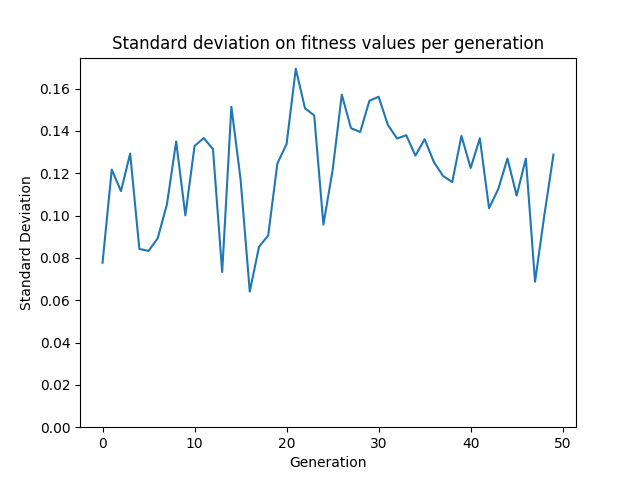 Standard deviation on fitness values per generation
Standard Deviation
0.16
0.14
0.12
0.10
0.08
0.06
0.04
0.02
0.00
0 10 20 30 40 50
Generation